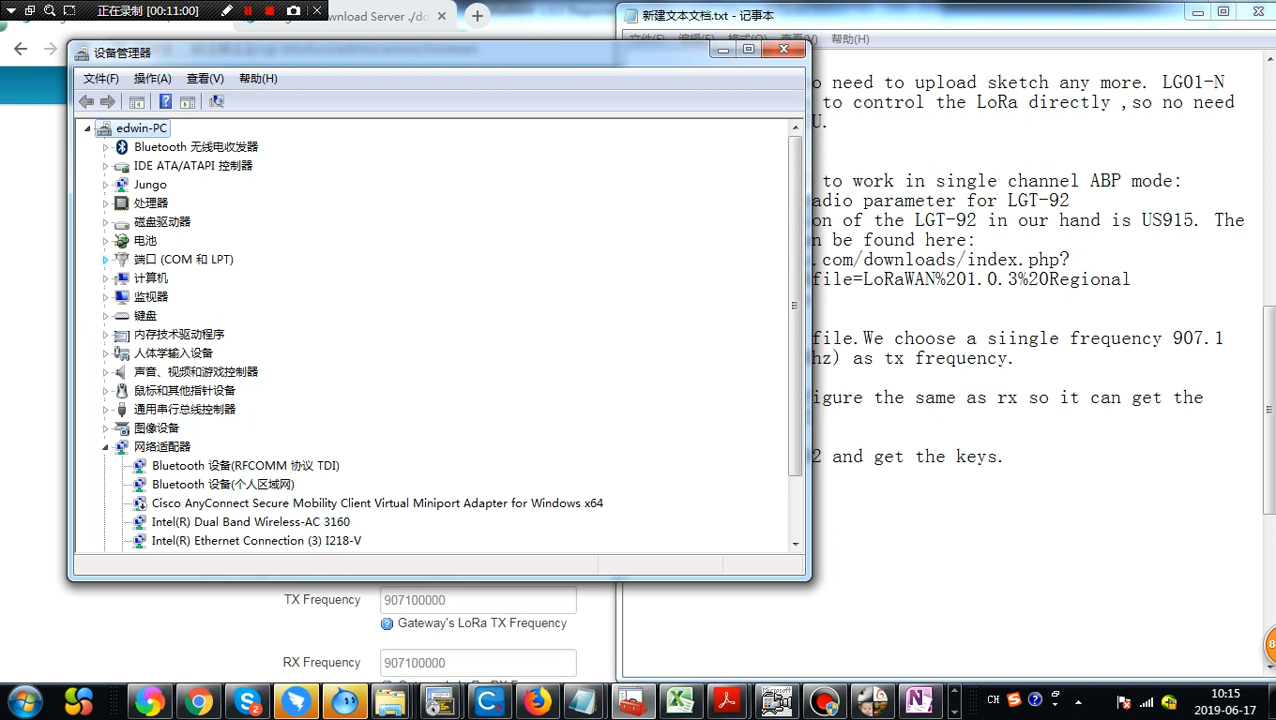 正在录制 [00:11:00]
ownload Server ./do
新建文本文档.txt - 记事本
文件(F) 编辑(E) 格式(O) 查看(V) 帮助(H)
设备管理器
文件(F) 操作(A) 查看(V) 帮助(H)
edwin-PC
Bluetooth 无线电收发器
IDE ATA/ATAPI 控制器
Jungo
处理器
磁盘驱动器
电池
端口 (COM 和 LPT)
计算机
监视器
键盘
内存技术驱动程序
人体学输入设备
声音、视频和游戏控制器
鼠标和其他指针设备
通用串行总线控制器
图像设备
网络适配器
Bluetooth 设备(RFCOMM 协议 TDI)
Bluetooth 设备(个人区域网)
Cisco AnyConnect Secure Mobility Client Virtual Miniport Adapter for Windows x64
Intel(R) Dual Band Wireless-AC 3160
Intel(R) Ethernet Connection (3) I218-V
o need to upload sketch any more. LG01-N
to control the LoRa directly ,so no need
U.
to work in single channel ABP mode:
adio parameter for LGT-92
on of the LGT-92 in our hand is US915. The
n be found here:
.com/downloads/index.php?
file=LoRaWAN%201.0.3%20Regional
file.We choose a siingle frequency 907.1
hz) as tx frequency.
igure the same as rx so it can get the
2 and get the keys.
TX Frequency
907100000
Gateway's LoRa TX Frequency
RX Frequency
907100000
CH
10:15
2019-06-17